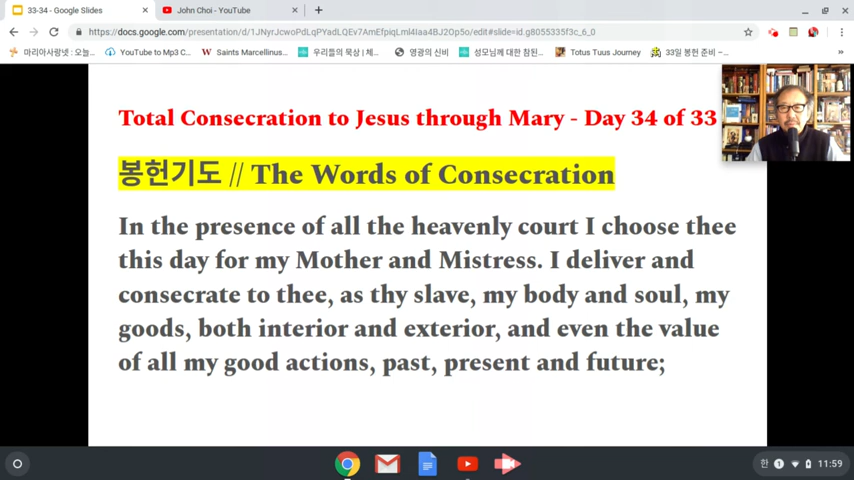 33-34 - Google Slides
John Choi - YouTube
https://docs.google.com/presentation/d/1JNyrJcwoPdLqPYadLQEv7AmEfpiqLml4Iaa4BJ2O5p5o/edit#slide=id.g8055335f3c_6_0
마리아사랑넷 : 오늘...
YouTube to Mp3 C...
Saints Marcellinus...
우리들의 묵상 | 체...
영광의 신비
성모님께 대한 참된...
Totus Tuus Journey
33일 봉헌 준비 – ...
Total Consecration to Jesus through Mary - Day 34 of 33
봉헌기도 // The Words of Consecration
In the presence of all the heavenly court I choose thee
this day for my Mother and Mistress. I deliver and
consecrate to thee, as thy slave, my body and soul, my
goods, both interior and exterior, and even the value
of all my good actions, past, present and future;
한 1 11:59